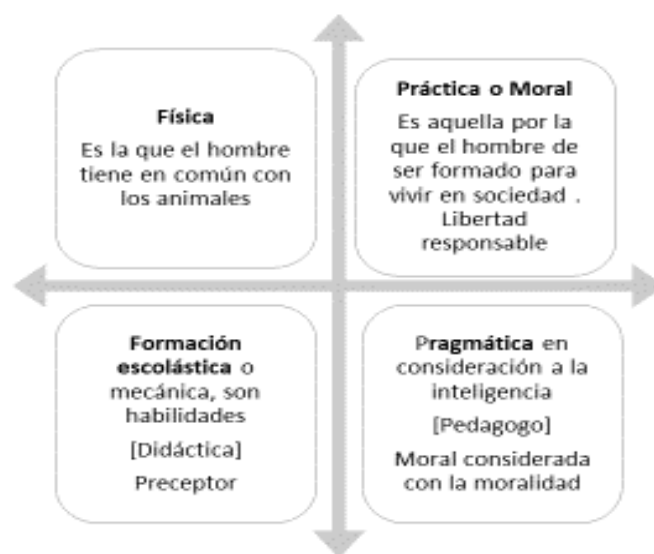 Física
Es la que el hombre
tiene en común con
los animales
Práctica o Moral
Es aquella por la
que el hombre de
ser formado para
vivir en sociedad .
Libertad
responsable
Formación
escolástica o
mecánica, son
habilidades
[Didáctica]
Preceptor
Pragmática en
consideración a la
inteligencia
[Pedagogo]
Moral considerada
con la moralidad